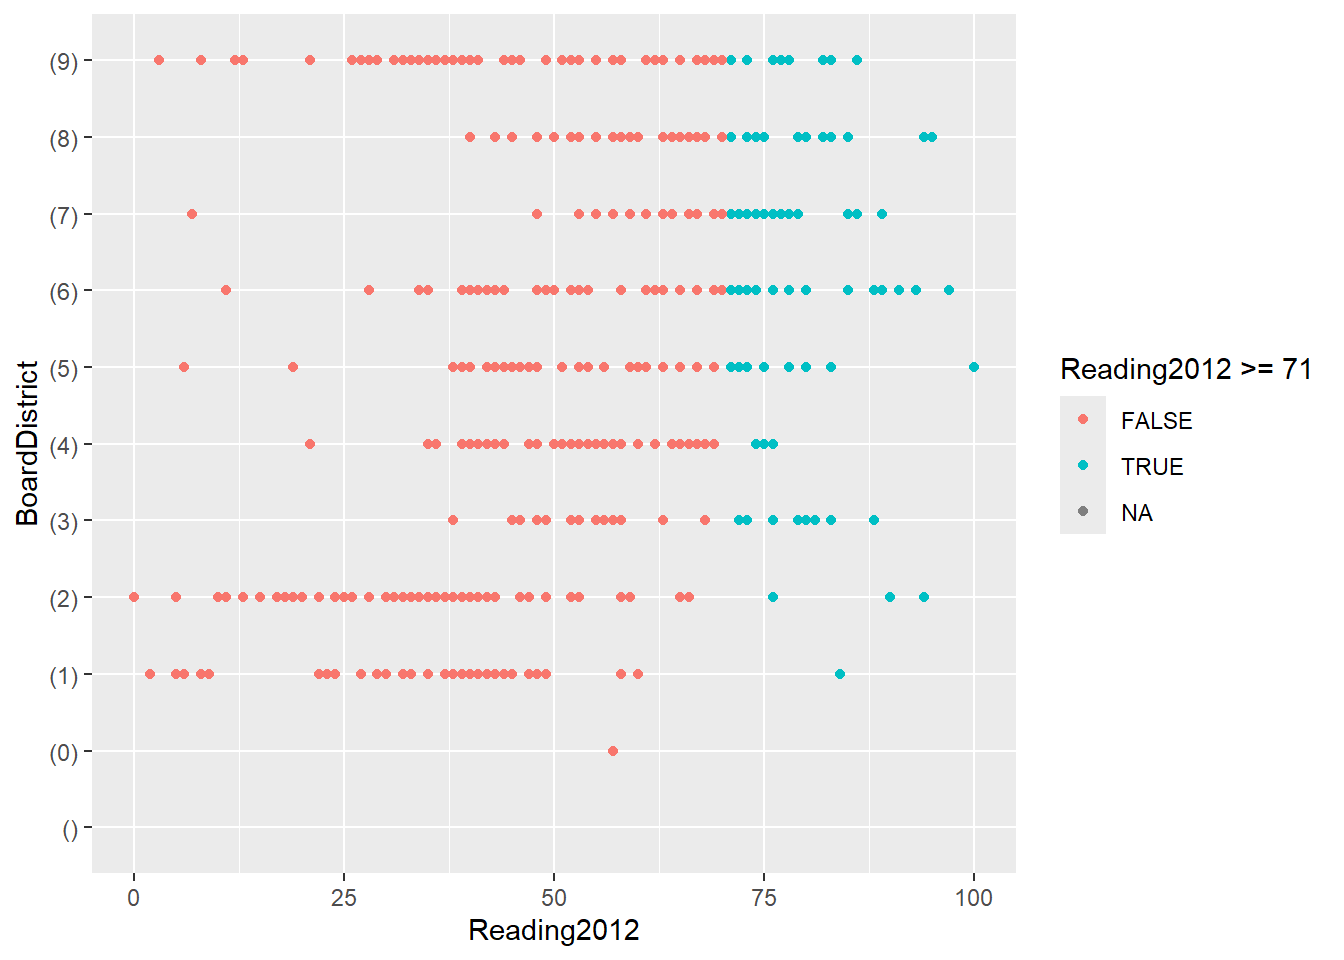 (9)
(8)
(7)
(6)
(5)
(4)
(3)
(2)
(1)
(0)
()
BoardDistrict
0 25 50 75 100
Reading2012
Reading2012 >= 71
FALSE
TRUE
NA